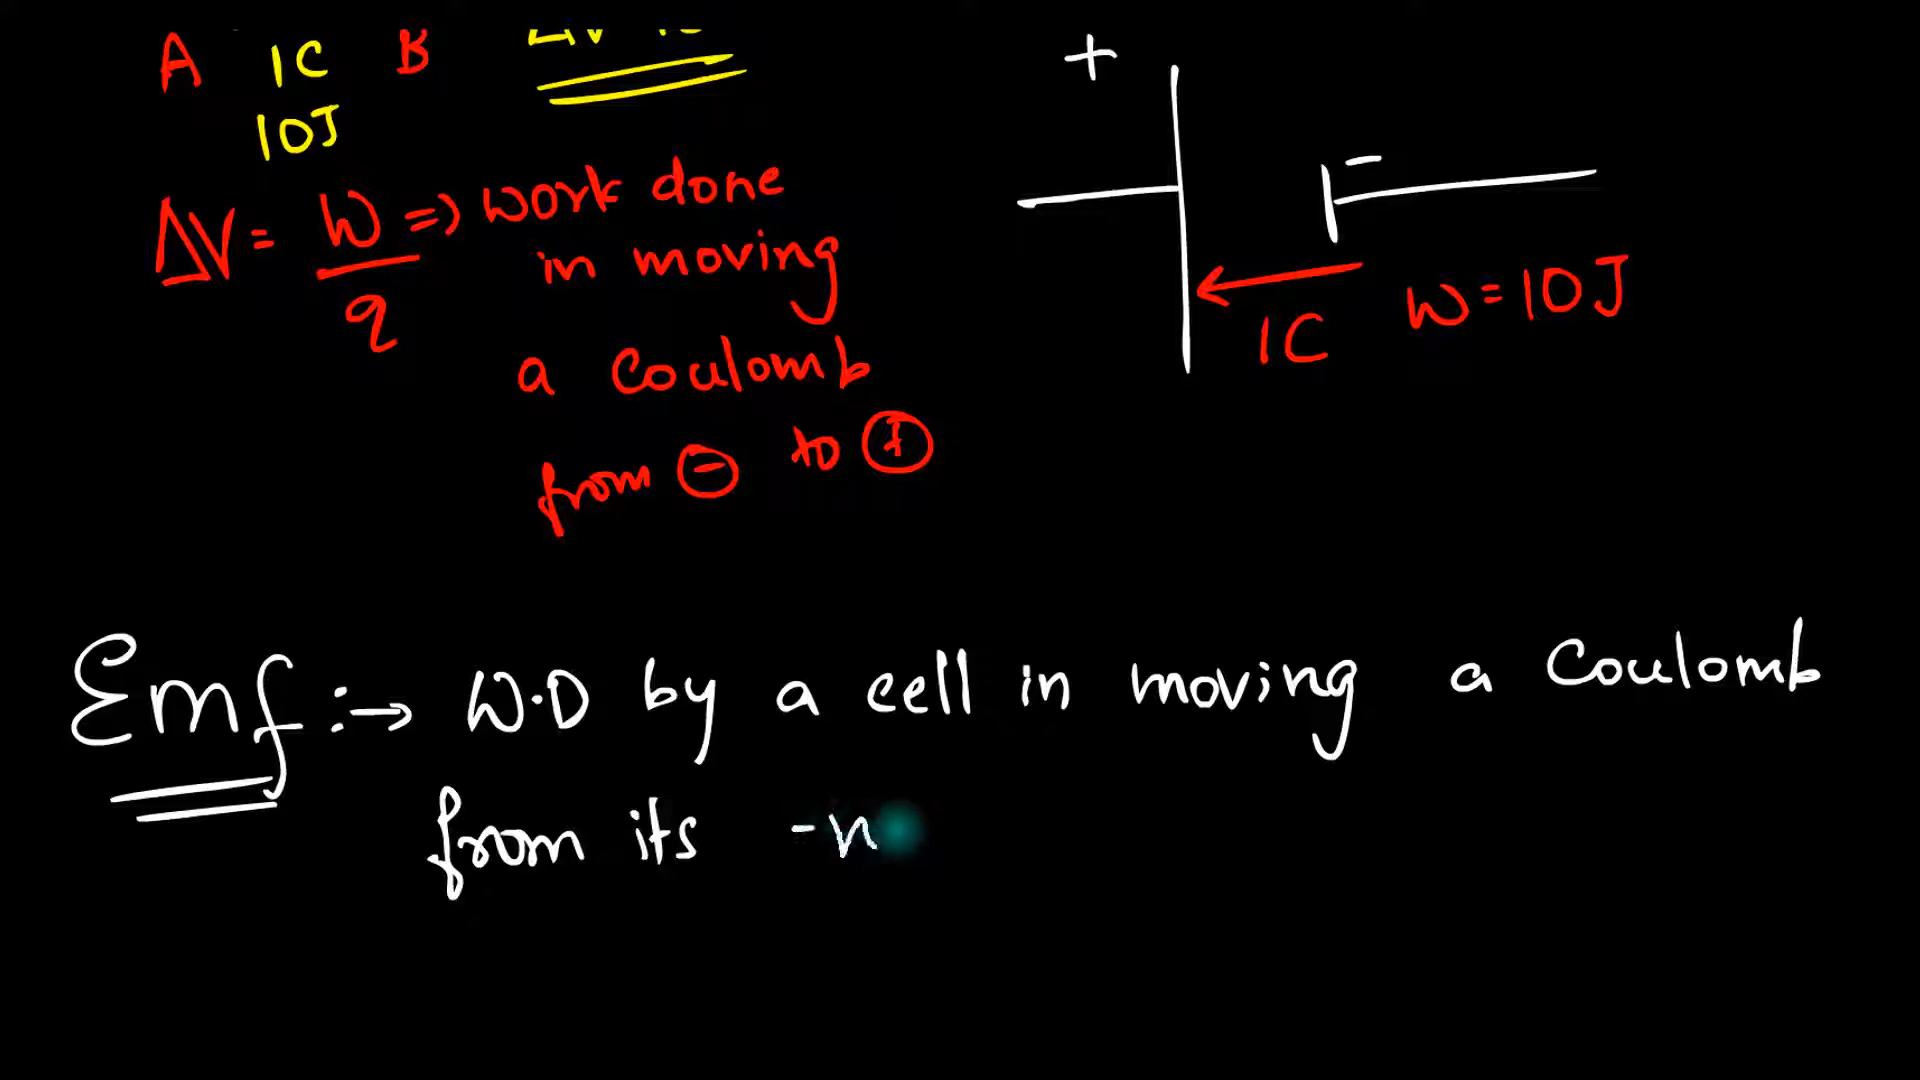 A 1C B
10J
ΔV = W => work done
q
in moving
a coulomb
from ⊖ to ⊕
+
-
1C W = 10J
Emf :→ W.D by a cell in moving a coulomb
from its -n